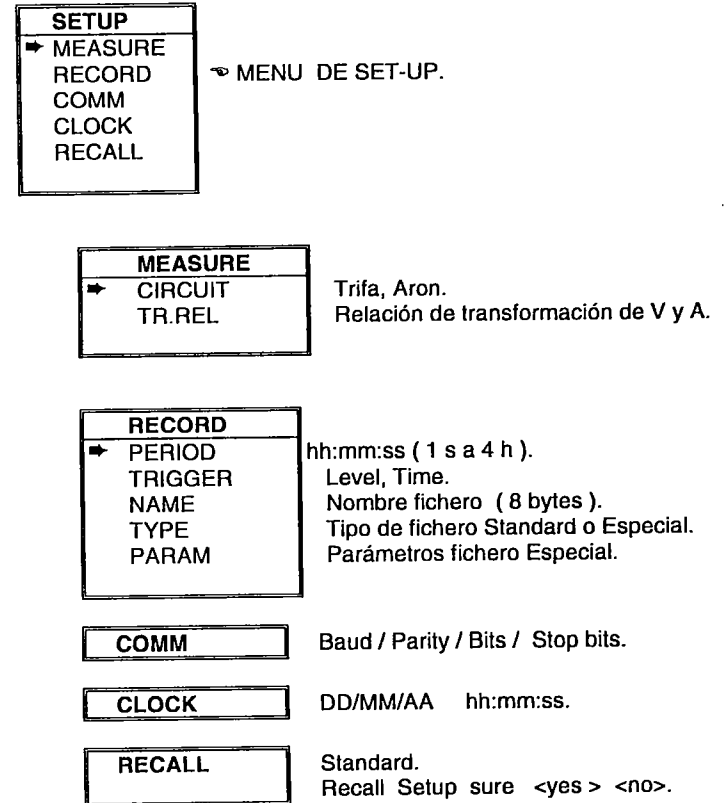 SETUP
➨ MEASURE
RECORD ☜ MENU DE SET-UP.
COMM
CLOCK
RECALL
MEASURE
➨ CIRCUIT Trifa, Aron.
TR.REL Relación de transformación de V y A.
RECORD
➨ PERIOD hh:mm:ss ( 1 s a 4 h ).
TRIGGER Level, Time.
NAME Nombre fichero ( 8 bytes ).
TYPE Tipo de fichero Standard o Especial.
PARAM Parámetros fichero Especial.
COMM Baud / Parity / Bits / Stop bits.
CLOCK DD/MM/AA hh:mm:ss.
RECALL Standard.
Recall Setup sure <yes > <no>.